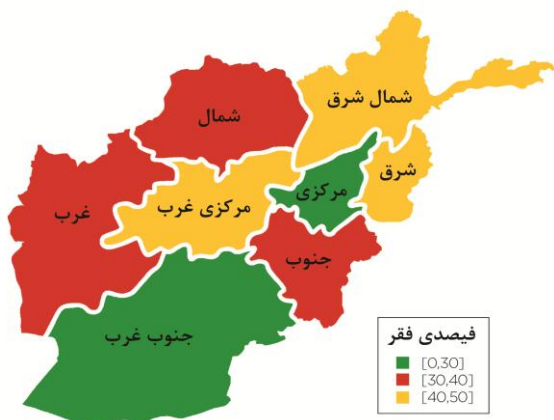 شمال شرق
شمال
شرق
مرکزی
غرب
مرکزی غرب
جنوب
جنوب غرب
فیصدی فقر
[0,30]
[30,40]
[40,50]